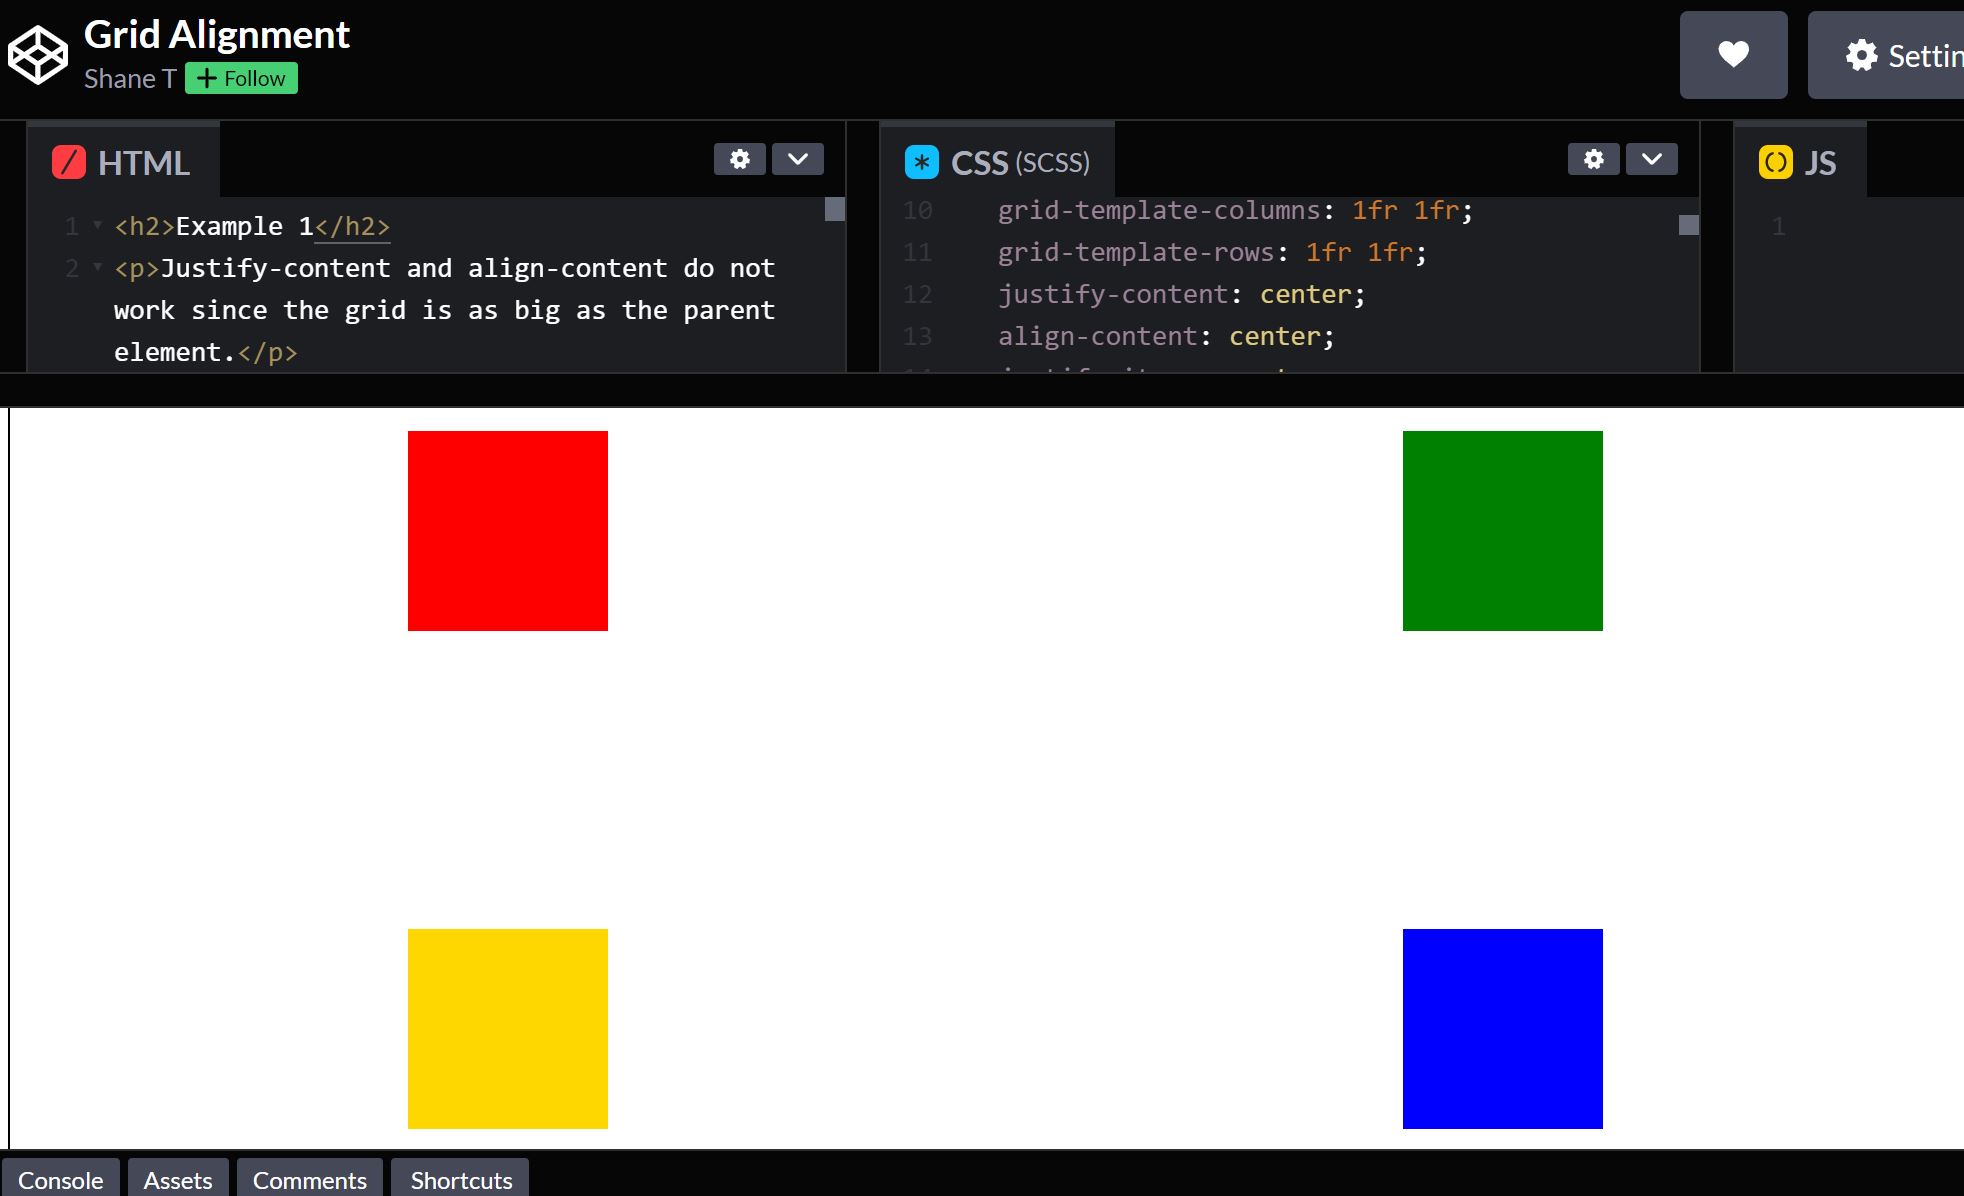 Grid Alignment
Shane T + Follow
Settin
HTML
1 <h2>Example 1</h2>
2 <p>Justify-content and align-content do not
work since the grid is as big as the parent
element.</p>
CSS (SCSS)
10 grid-template-columns: 1fr 1fr;
11 grid-template-rows: 1fr 1fr;
12 justify-content: center;
13 align-content: center;
JS
1
Console Assets Comments Shortcuts